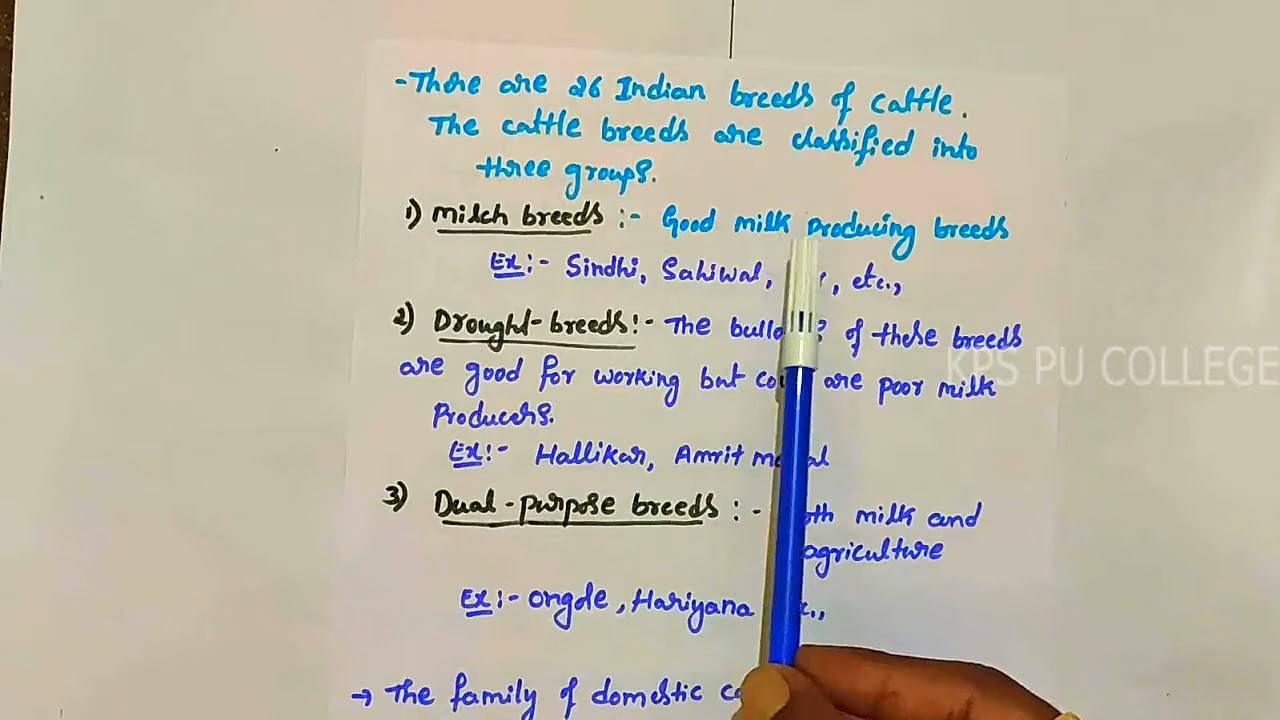 - There are 26 Indian breeds of cattle.
The cattle breeds are classified into
three groups.
1) Milch breeds :- Good milk producing breeds
Ex:- Sindhi, Sahiwal, , etc.,
2) Drought-breeds:- The of these breeds
are good for working but are poor milk
Producers.
Ex:- Hallikar, Amrit
3) Dual-purpose breeds :- milk and
agriculture
Ex:- ongole, Hariyana
→ The family of domestic
KPS PU COLLEGE